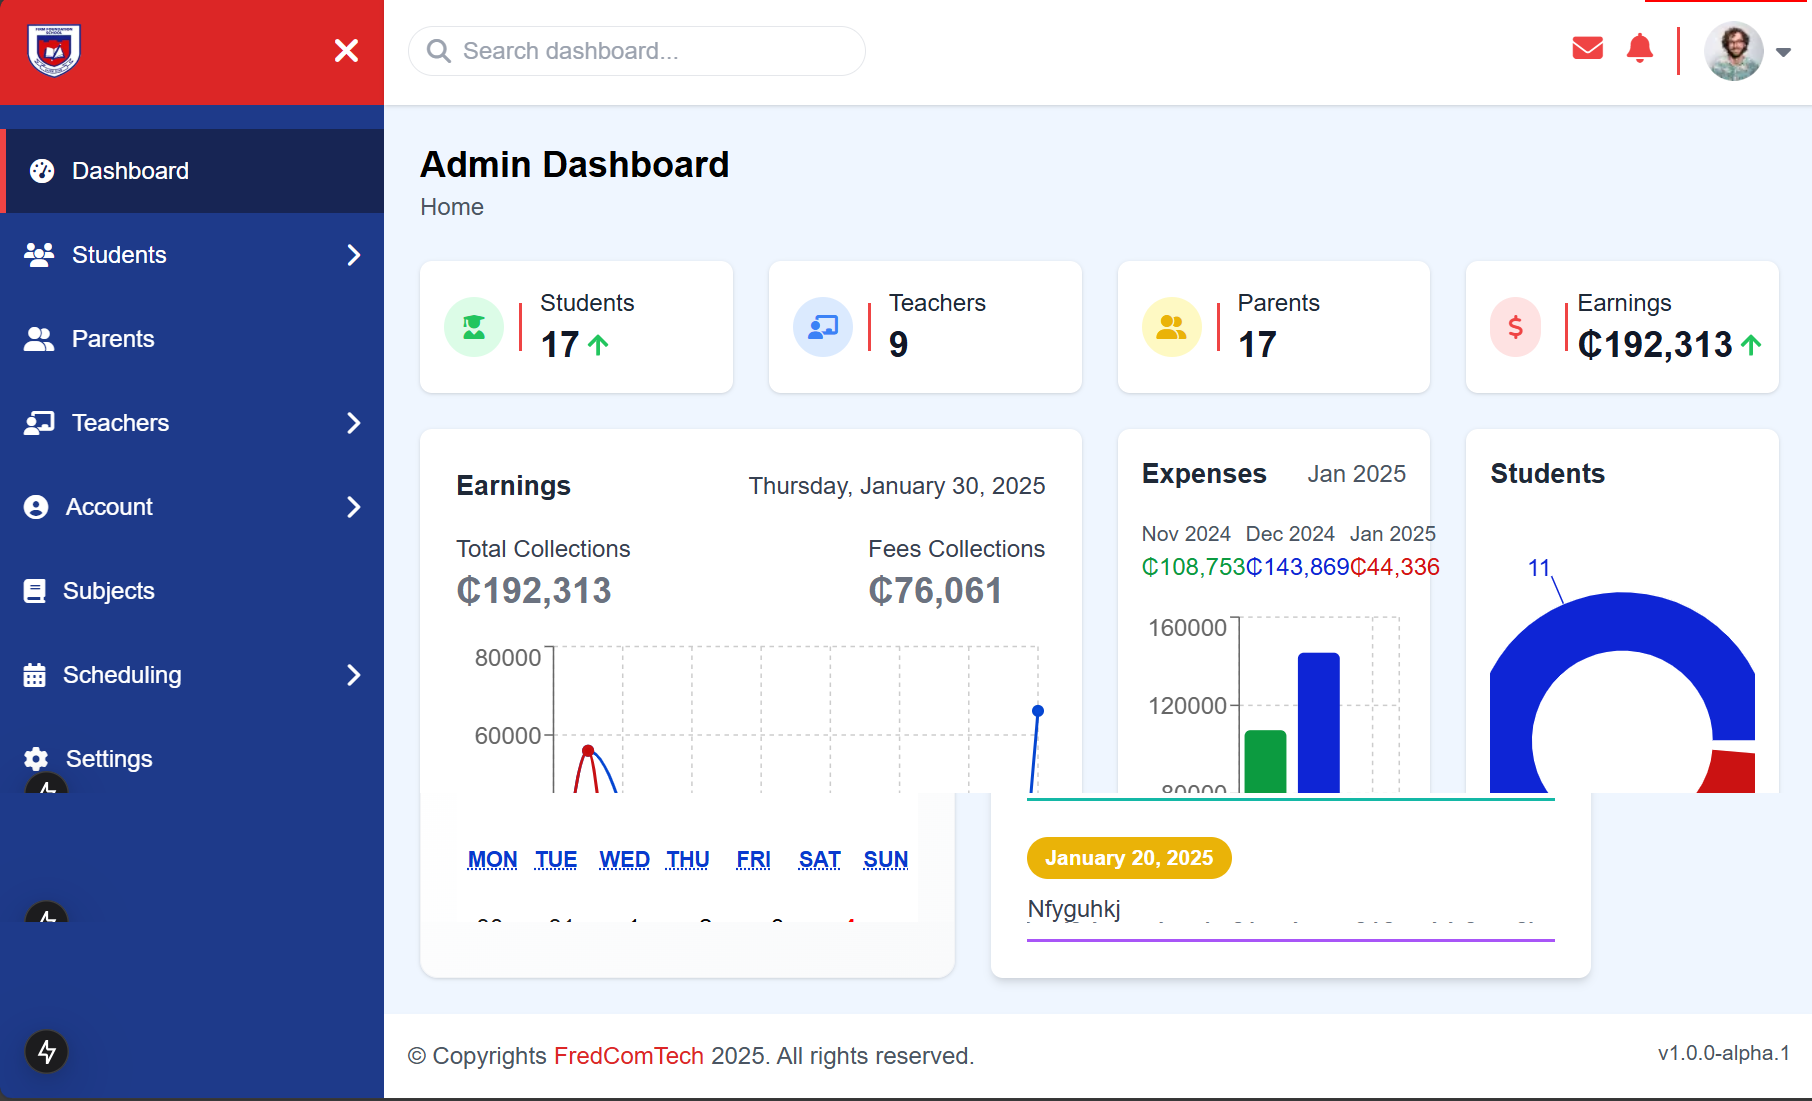 FIRM FOUNDATION
SCHOOL
Search dashboard...
Dashboard
Students
Parents
Teachers
Account
Subjects
Scheduling
Settings
Admin Dashboard
Home
Students
17
Teachers
9
Parents
17
Earnings
₵192,313
Earnings
Thursday, January 30, 2025
Total Collections
₵192,313
Fees Collections
₵76,061
80000
60000
Expenses
Jan 2025
Nov 2024 Dec 2024 Jan 2025
₵108,753₵143,869₵44,336
160000
120000
80000
Students
11
MON TUE WED THU FRI SAT SUN
January 20, 2025
Nfyguhkj
© Copyrights FredComTech 2025. All rights reserved.
v1.0.0-alpha.1